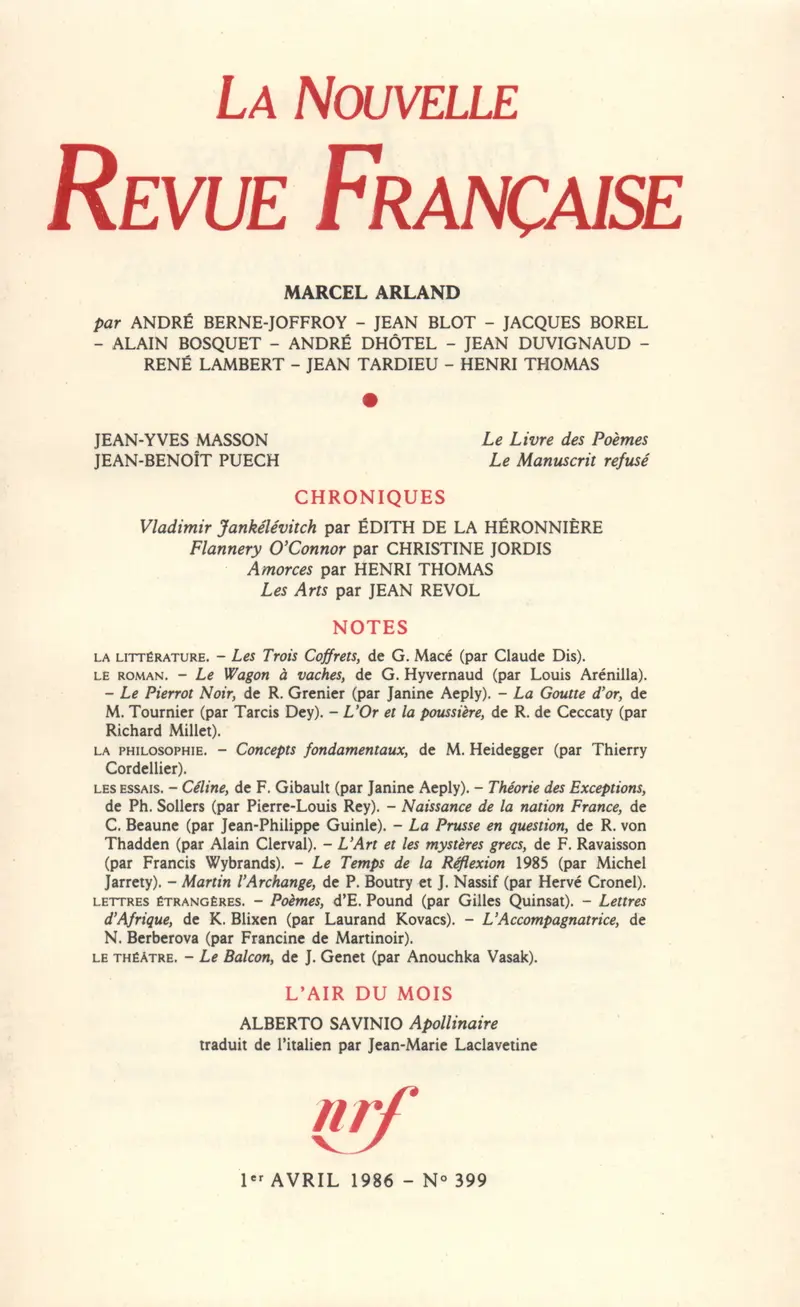 LA NOUVELLE
REVUE FRANÇAISE
MARCEL ARLAND
par ANDRÉ BERNE-JOFFROY – JEAN BLOT – JACQUES BOREL
– ALAIN BOSQUET – ANDRÉ DHÔTEL – JEAN DUVIGNAUD –
RENÉ LAMBERT – JEAN TARDIEU – HENRI THOMAS
●
JEAN-YVES MASSON Le Livre des Poèmes
JEAN-BENOÎT PUECH Le Manuscrit refusé
CHRONIQUES
Vladimir Jankélévitch par ÉDITH DE LA HÉRONNIÈRE
Flannery O'Connor par CHRISTINE JORDIS
Amorces par HENRI THOMAS
Les Arts par JEAN REVOL
NOTES
LA LITTÉRATURE. – Les Trois Coffrets, de G. Macé (par Claude Dis).
LE ROMAN. – Le Wagon à vaches, de G. Hyvernaud (par Louis Arénilla).
– Le Pierrot Noir, de R. Grenier (par Janine Aeply). – La Goutte d'or, de
M. Tournier (par Tarcis Dey). – L'Or et la poussière, de R. de Ceccaty (par
Richard Millet).
LA PHILOSOPHIE. – Concepts fondamentaux, de M. Heidegger (par Thierry
Cordellier).
LES ESSAIS. – Céline, de F. Gibault (par Janine Aeply). – Théorie des Exceptions,
de Ph. Sollers (par Pierre-Louis Rey). – Naissance de la nation France, de
C. Beaune (par Jean-Philippe Guinle). – La Prusse en question, de R. von
Thadden (par Alain Clerval). – L'Art et les mystères grecs, de F. Ravaisson
(par Francis Wybrands). – Le Temps de la Réflexion 1985 (par Michel
Jarrety). – Martin l'Archange, de P. Boutry et J. Nassif (par Hervé Cronel).
LETTRES ÉTRANGÈRES. – Poèmes, d'E. Pound (par Gilles Quinsat). – Lettres
d'Afrique, de K. Blixen (par Laurand Kovacs). – L'Accompagnatrice, de
N. Berberova (par Francine de Martinoir).
LE THÉÂTRE. – Le Balcon, de J. Genet (par Anouchka Vasak).
L'AIR DU MOIS
ALBERTO SAVINIO Apollinaire
traduit de l'italien par Jean-Marie Laclavetine
nrf
1er AVRIL 1986 – No 399